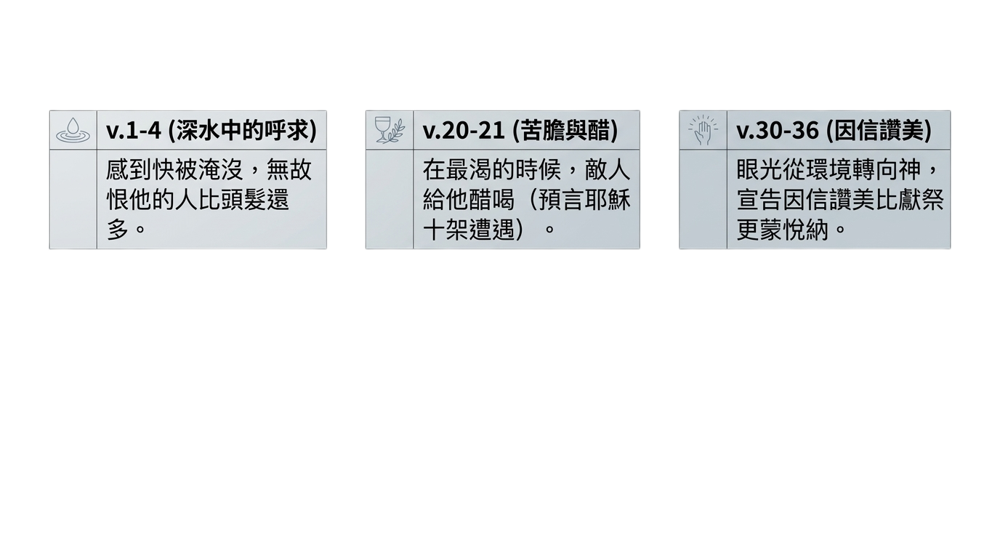 v.1-4 (深水中的呼求)
感到快被淹沒，無故
恨他的人比頭髮還
多。
v.20-21 (苦膽與醋)
在最渴的時候，敵人
給他醋喝（預言耶穌
十架遭遇）。
v.30-36 (因信讚美)
眼光從環境轉向神，
宣告因信讚美比獻祭
更蒙悅納。